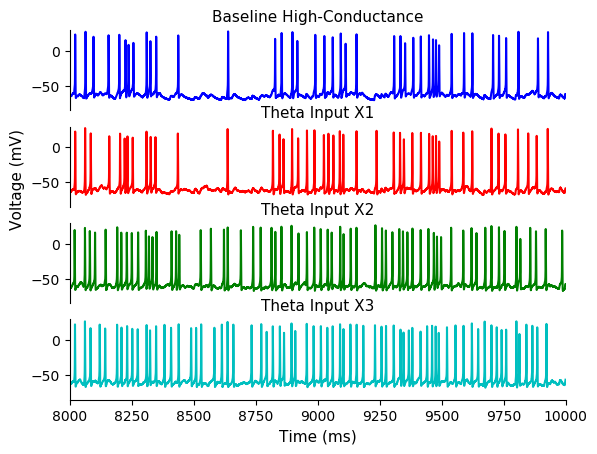 Baseline High-Conductance
0
−50
Theta Input X1
0
−50
Voltage (mV)
Theta Input X2
0
−50
Theta Input X3
0
−50
8000 8250 8500 8750 9000 9250 9500 9750 10000
Time (ms)